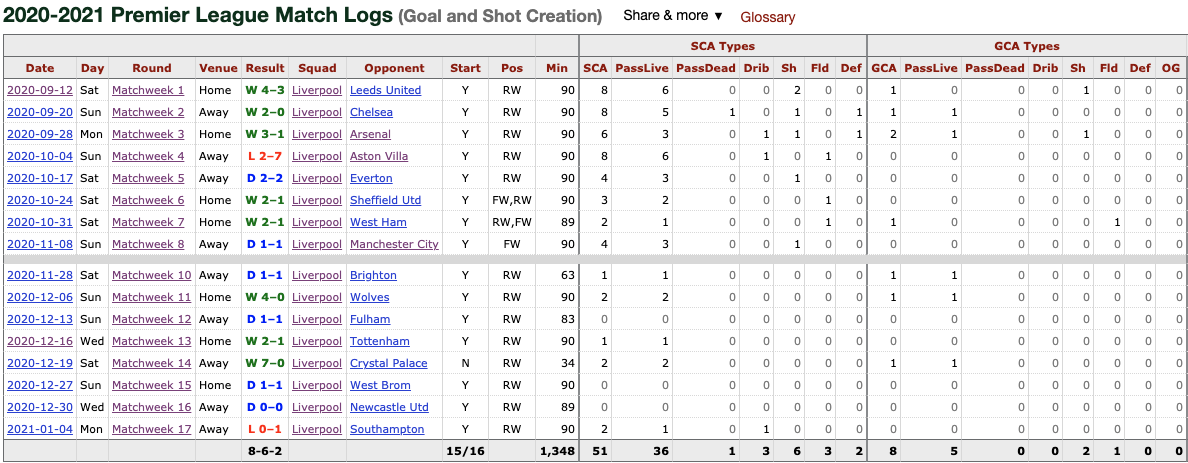 2020-2021 Premier League Match Logs (Goal and Shot Creation) Share & more ▼ Glossary
SCA Types GCA Types
Date Day Round Venue Result Squad Opponent Start Pos Min SCA PassLive PassDead Drib Sh Fld Def GCA PassLive PassDead Drib Sh Fld Def OG
2020-09-12 Sat Matchweek 1 Home W 4–3 Liverpool Leeds United Y RW 90 8 6 0 0 2 0 0 1 0 0 0 1 0 0 0
2020-09-20 Sun Matchweek 2 Away W 2–0 Liverpool Chelsea Y RW 90 8 5 1 0 1 0 1 1 1 0 0 0 0 0 0
2020-09-28 Mon Matchweek 3 Home W 3–1 Liverpool Arsenal Y RW 90 6 3 0 1 1 0 1 2 1 0 0 1 0 0 0
2020-10-04 Sun Matchweek 4 Away L 2–7 Liverpool Aston Villa Y RW 90 8 6 0 1 0 1 0 0 0 0 0 0 0 0 0
2020-10-17 Sat Matchweek 5 Away D 2–2 Liverpool Everton Y RW 90 4 3 0 0 1 0 0 0 0 0 0 0 0 0 0
2020-10-24 Sat Matchweek 6 Home W 2–1 Liverpool Sheffield Utd Y FW,RW 90 3 2 0 0 0 1 0 0 0 0 0 0 0 0 0
2020-10-31 Sat Matchweek 7 Home W 2–1 Liverpool West Ham Y RW,FW 89 2 1 0 0 0 1 0 1 0 0 0 0 1 0 0
2020-11-08 Sun Matchweek 8 Away D 1–1 Liverpool Manchester City Y FW 90 4 3 0 0 1 0 0 0 0 0 0 0 0 0 0
2020-11-28 Sat Matchweek 10 Away D 1–1 Liverpool Brighton Y RW 63 1 1 0 0 0 0 0 1 1 0 0 0 0 0 0
2020-12-06 Sun Matchweek 11 Home W 4–0 Liverpool Wolves Y RW 90 2 2 0 0 0 0 0 1 1 0 0 0 0 0 0
2020-12-13 Sun Matchweek 12 Away D 1–1 Liverpool Fulham Y RW 83 0 0 0 0 0 0 0 0 0 0 0 0 0 0 0
2020-12-16 Wed Matchweek 13 Home W 2–1 Liverpool Tottenham Y RW 90 1 1 0 0 0 0 0 0 0 0 0 0 0 0 0
2020-12-19 Sat Matchweek 14 Away W 7–0 Liverpool Crystal Palace N RW 34 2 2 0 0 0 0 0 1 1 0 0 0 0 0 0
2020-12-27 Sun Matchweek 15 Home D 1–1 Liverpool West Brom Y RW 90 0 0 0 0 0 0 0 0 0 0 0 0 0 0 0
2020-12-30 Wed Matchweek 16 Away D 0–0 Liverpool Newcastle Utd Y RW 89 0 0 0 0 0 0 0 0 0 0 0 0 0 0 0
2021-01-04 Mon Matchweek 17 Away L 0–1 Liverpool Southampton Y RW 90 2 1 0 1 0 0 0 0 0 0 0 0 0 0 0
8-6-2 15/16 1,348 51 36 1 3 6 3 2 8 5 0 0 2 1 0 0